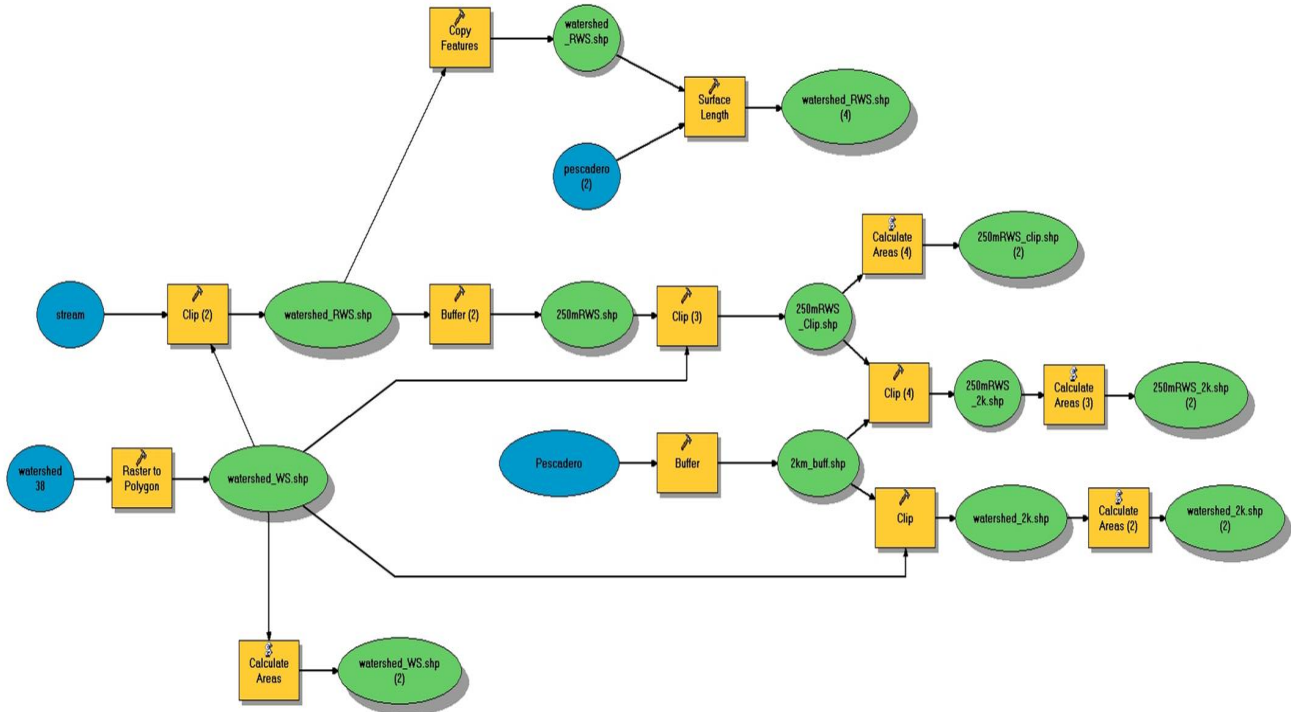 Copy
Features
watershed
_RWS.shp
Surface
Length
watershed_RWS.shp
(4)
pescadero
(2)
Calculate
Areas (4)
250mRWS_clip.shp
(2)
stream
Clip (2)
watershed_RWS.shp
Buffer (2)
250mRWS.shp
Clip (3)
250mRWS
_Clip.shp
Clip (4)
250mRWS
_2k.shp
Calculate
Areas (3)
250mRWS_2k.shp
(2)
watershed
38
Raster to
Polygon
watershed_WS.shp
Pescadero
Buffer
2km_buff.shp
Clip
watershed_2k.shp
Calculate
Areas (2)
watershed_2k.shp
(2)
Calculate
Areas
watershed_WS.shp
(2)